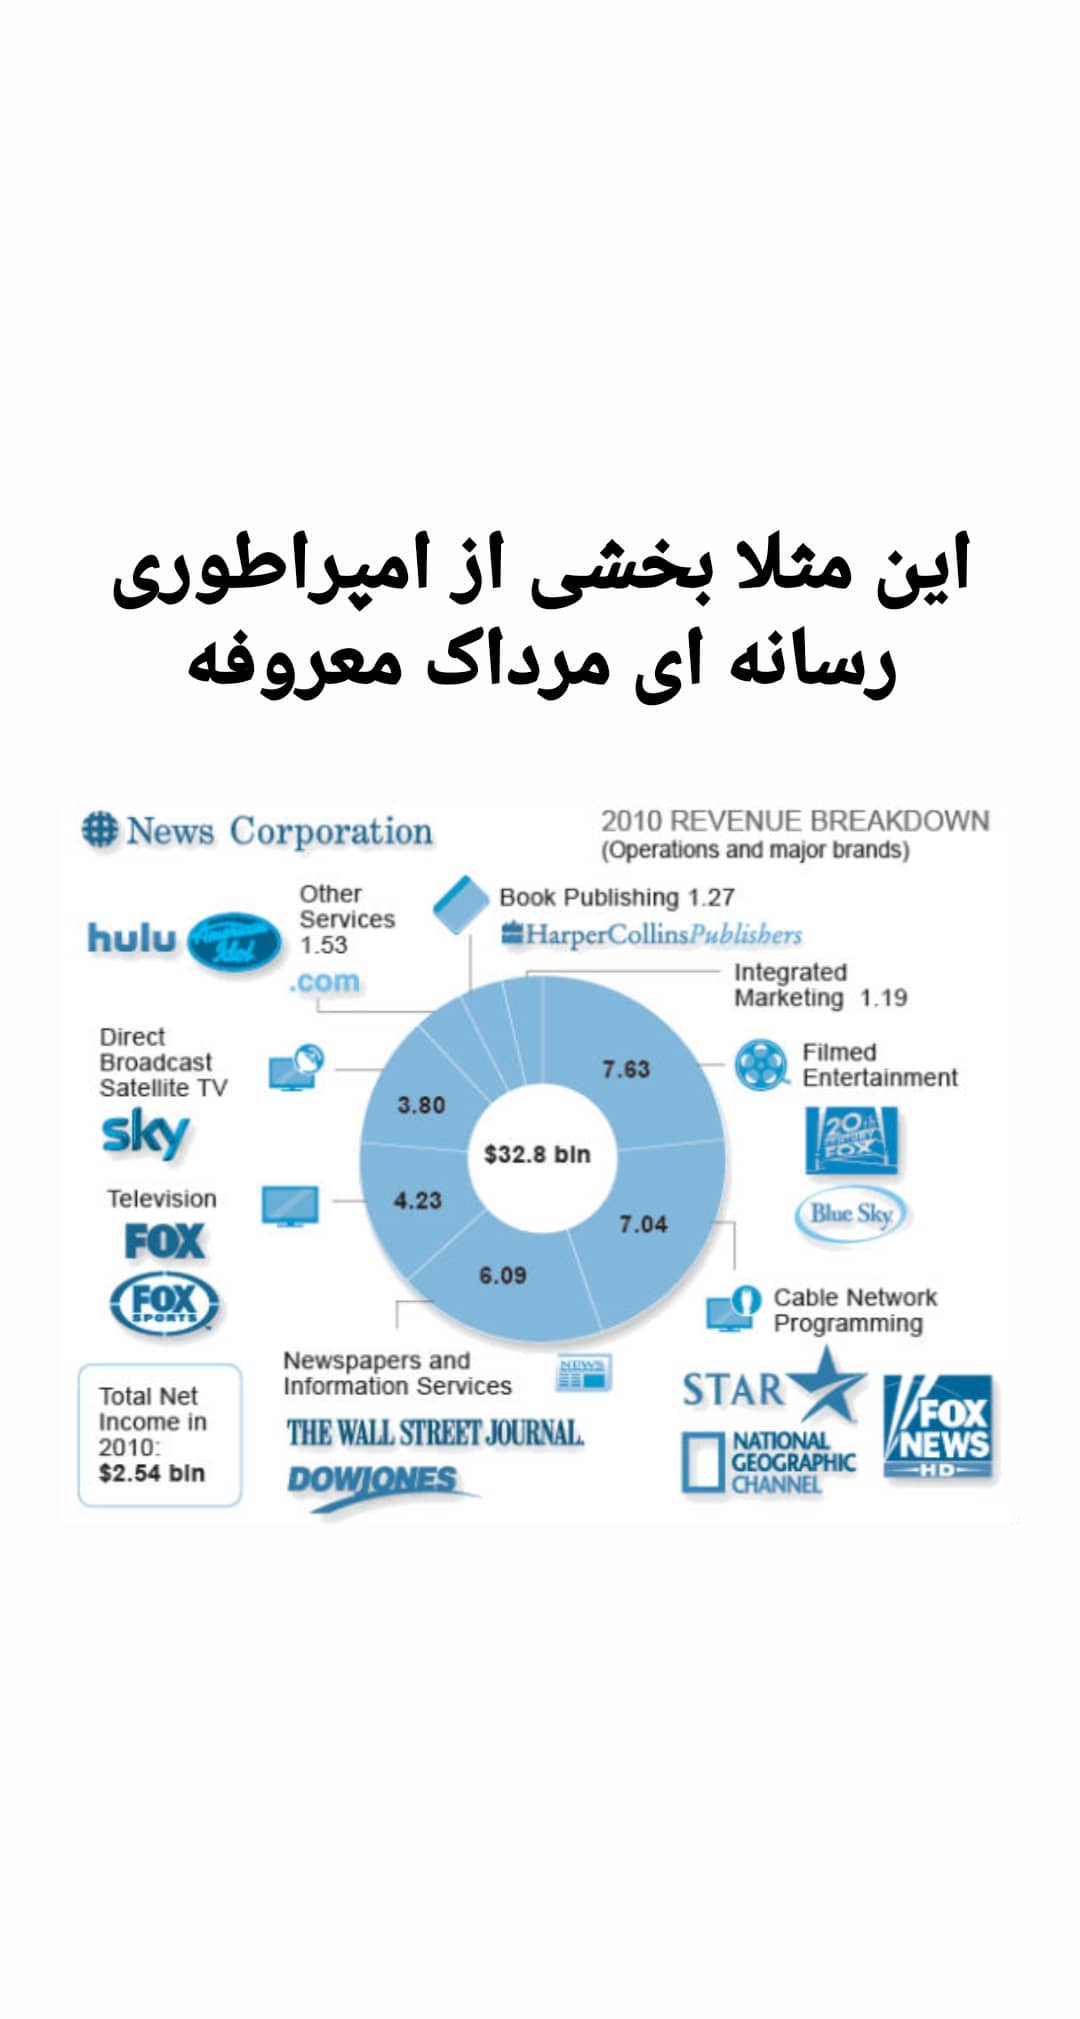 این مثلا بخشی از امپراطوری
رسانه ای مرداک معروفه
News Corporation
2010 REVENUE BREAKDOWN
(Operations and major brands)
Other
Services
1.53
hulu
American
Idol
.com
Book Publishing 1.27
HarperCollinsPublishers
Integrated
Marketing 1.19
Direct
Broadcast
Satellite TV
sky
Filmed
Entertainment
20th
CENTURY
FOX
Blue Sky
7.63
3.80
$32.8 bln
4.23
7.04
6.09
Television
FOX
FOX
SPORTS
Cable Network
Programming
STAR
NATIONAL
GEOGRAPHIC
CHANNEL
FOX
NEWS
HD
Newspapers and
Information Services
NEWS
THE WALL STREET JOURNAL.
DOWJONES
Total Net
Income in
2010:
$2.54 bln